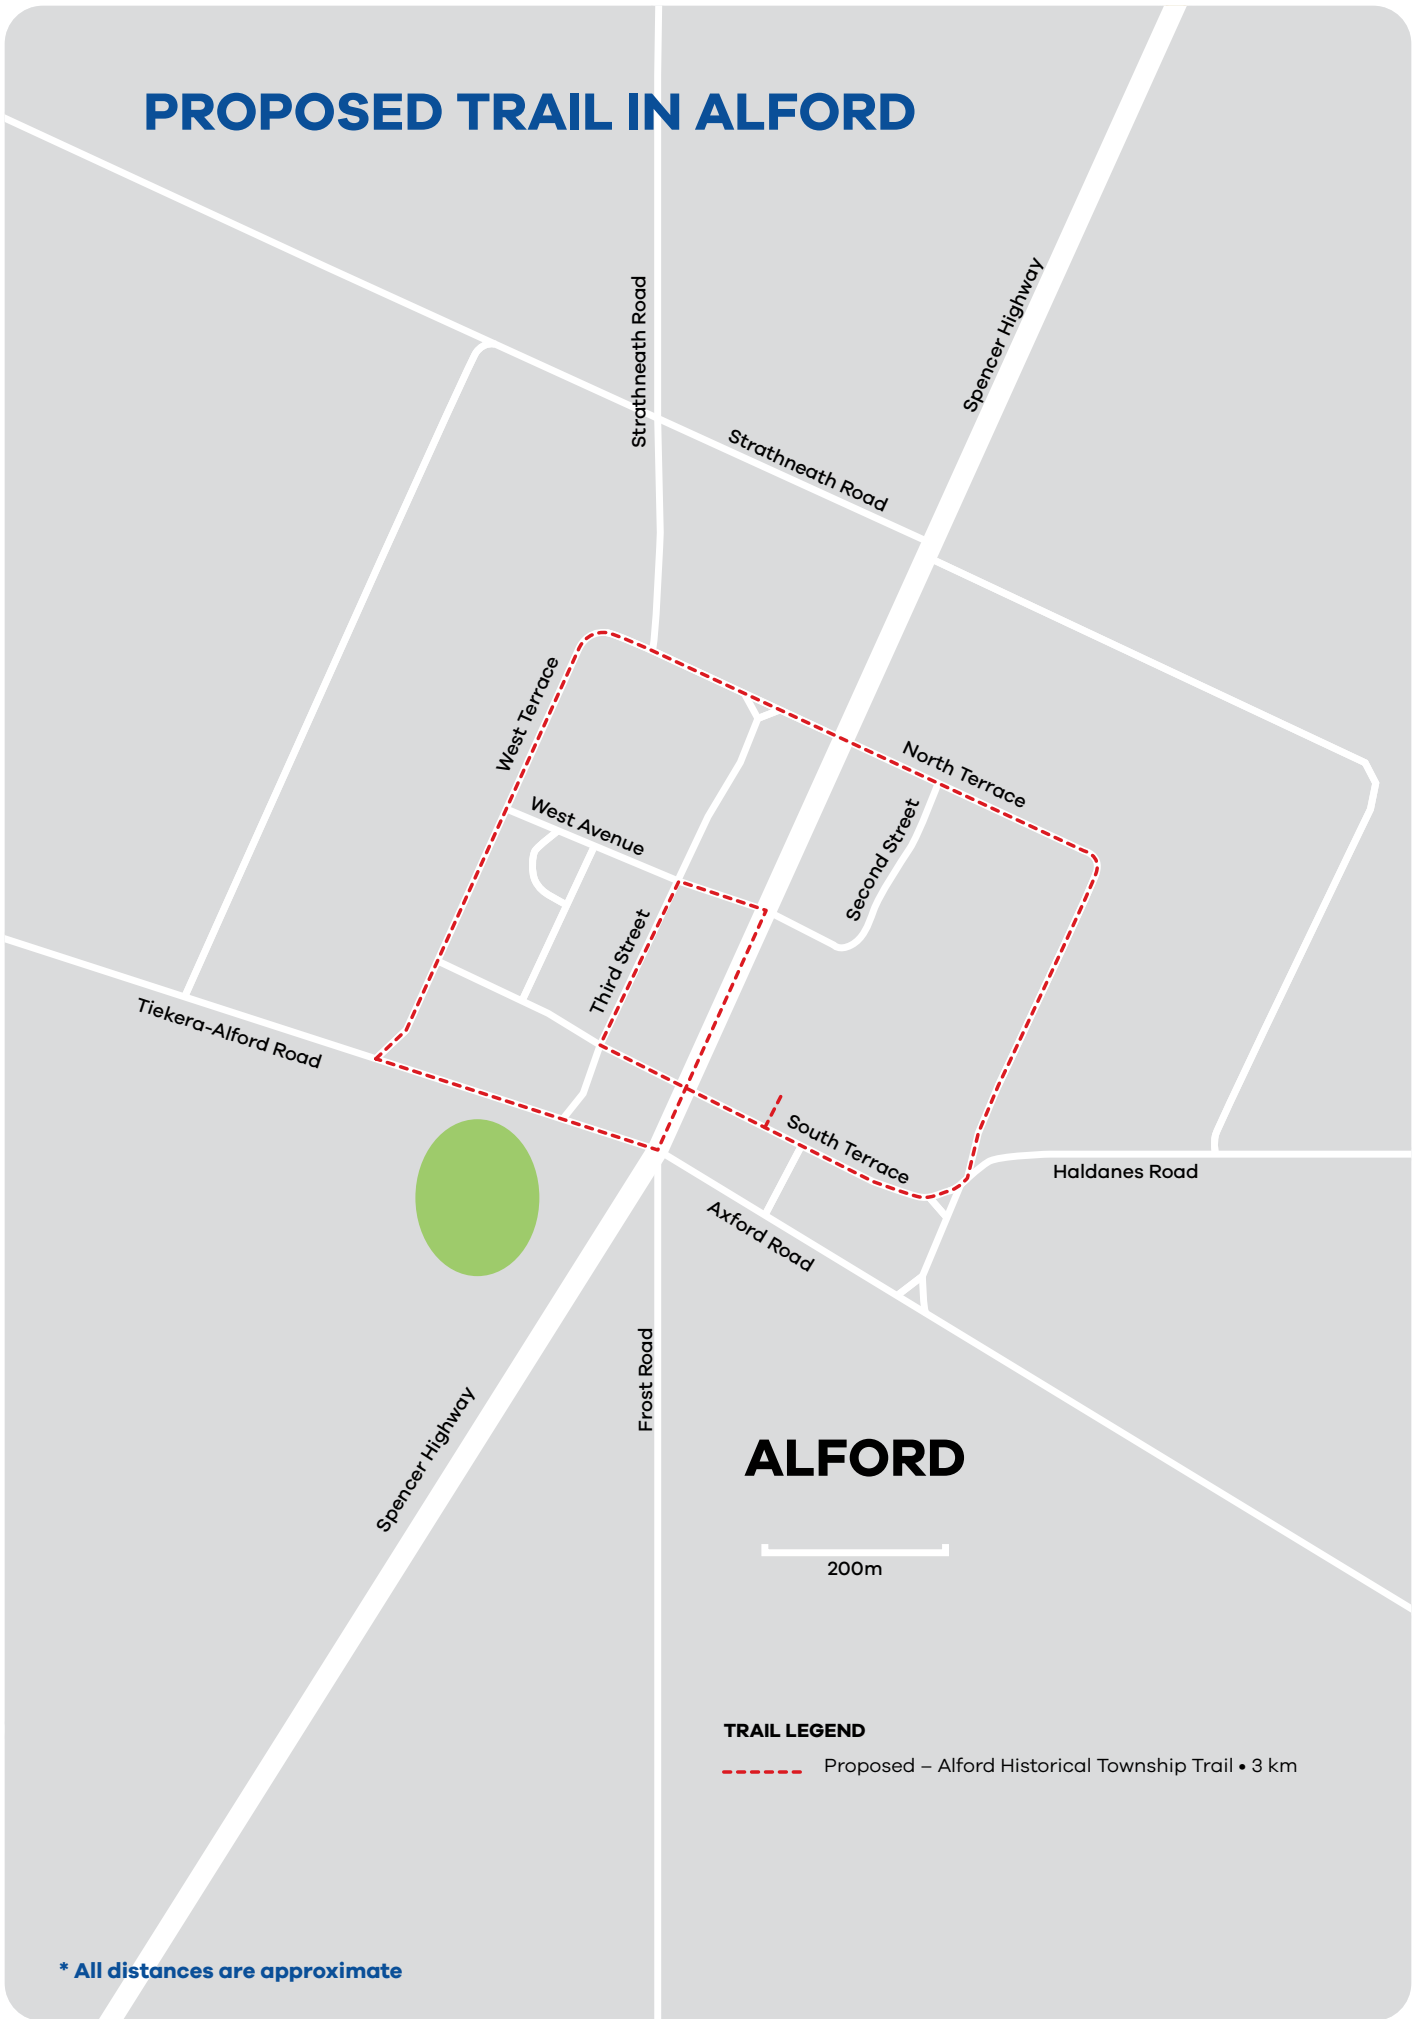 PROPOSED TRAIL IN ALFORD
Strathneath Road
Spencer Highway
Strathneath Road
West Terrace
North Terrace
West Avenue
Second Street
Third Street
Tiekera-Alford Road
South Terrace
Haldanes Road
Axford Road
Frost Road
Spencer Highway
ALFORD
200m
TRAIL LEGEND
Proposed – Alford Historical Township Trail • 3 km
* All distances are approximate